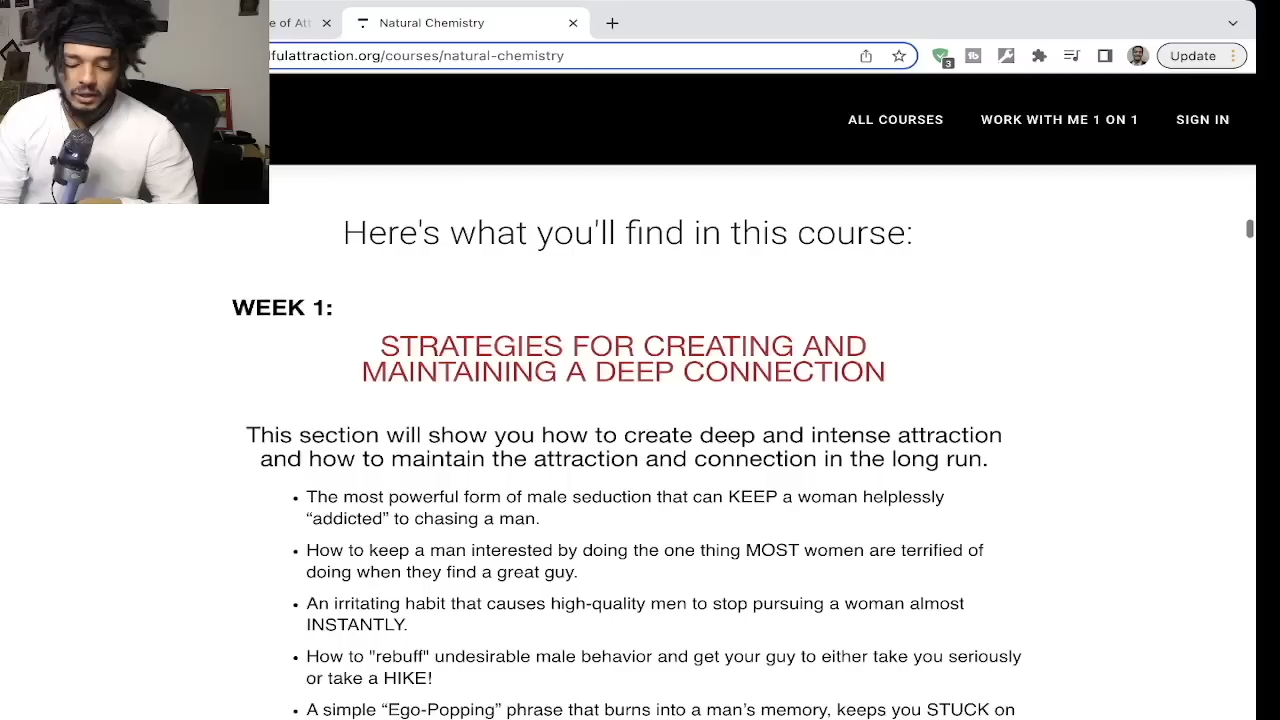 e of Att
Natural Chemistry
fulattraction.org/courses/natural-chemistry
3
tb
Update
ALL COURSES
WORK WITH ME 1 ON 1
SIGN IN
Here's what you'll find in this course:
WEEK 1:
STRATEGIES FOR CREATING AND
MAINTAINING A DEEP CONNECTION
This section will show you how to create deep and intense attraction
and how to maintain the attraction and connection in the long run.
• The most powerful form of male seduction that can KEEP a woman helplessly
“addicted” to chasing a man.
• How to keep a man interested by doing the one thing MOST women are terrified of
doing when they find a great guy.
• An irritating habit that causes high-quality men to stop pursuing a woman almost
INSTANTLY.
• How to "rebuff" undesirable male behavior and get your guy to either take you seriously
or take a HIKE!
• A simple “Ego-Popping” phrase that burns into a man’s memory, keeps you STUCK on